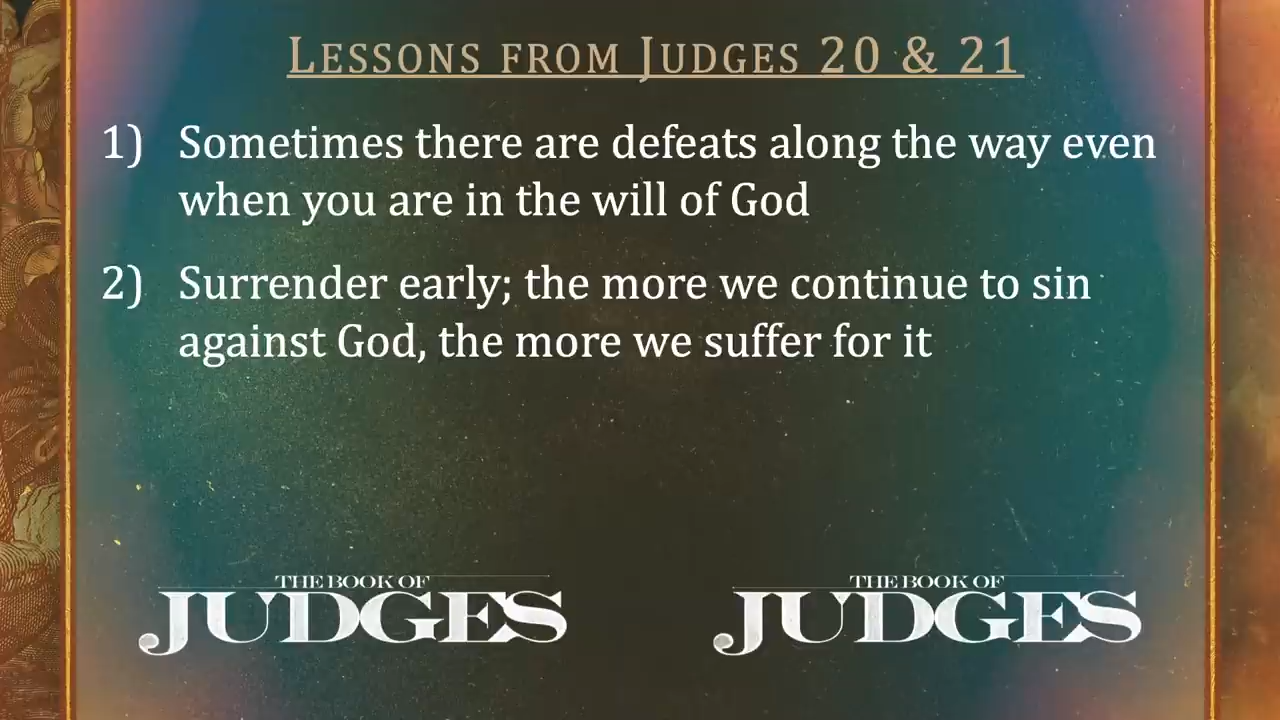 LESSONS FROM JUDGES 20 & 21
1) Sometimes there are defeats along the way even
when you are in the will of God
2) Surrender early; the more we continue to sin
against God, the more we suffer for it
THE BOOK OF
JUDGES
THE BOOK OF
JUDGES